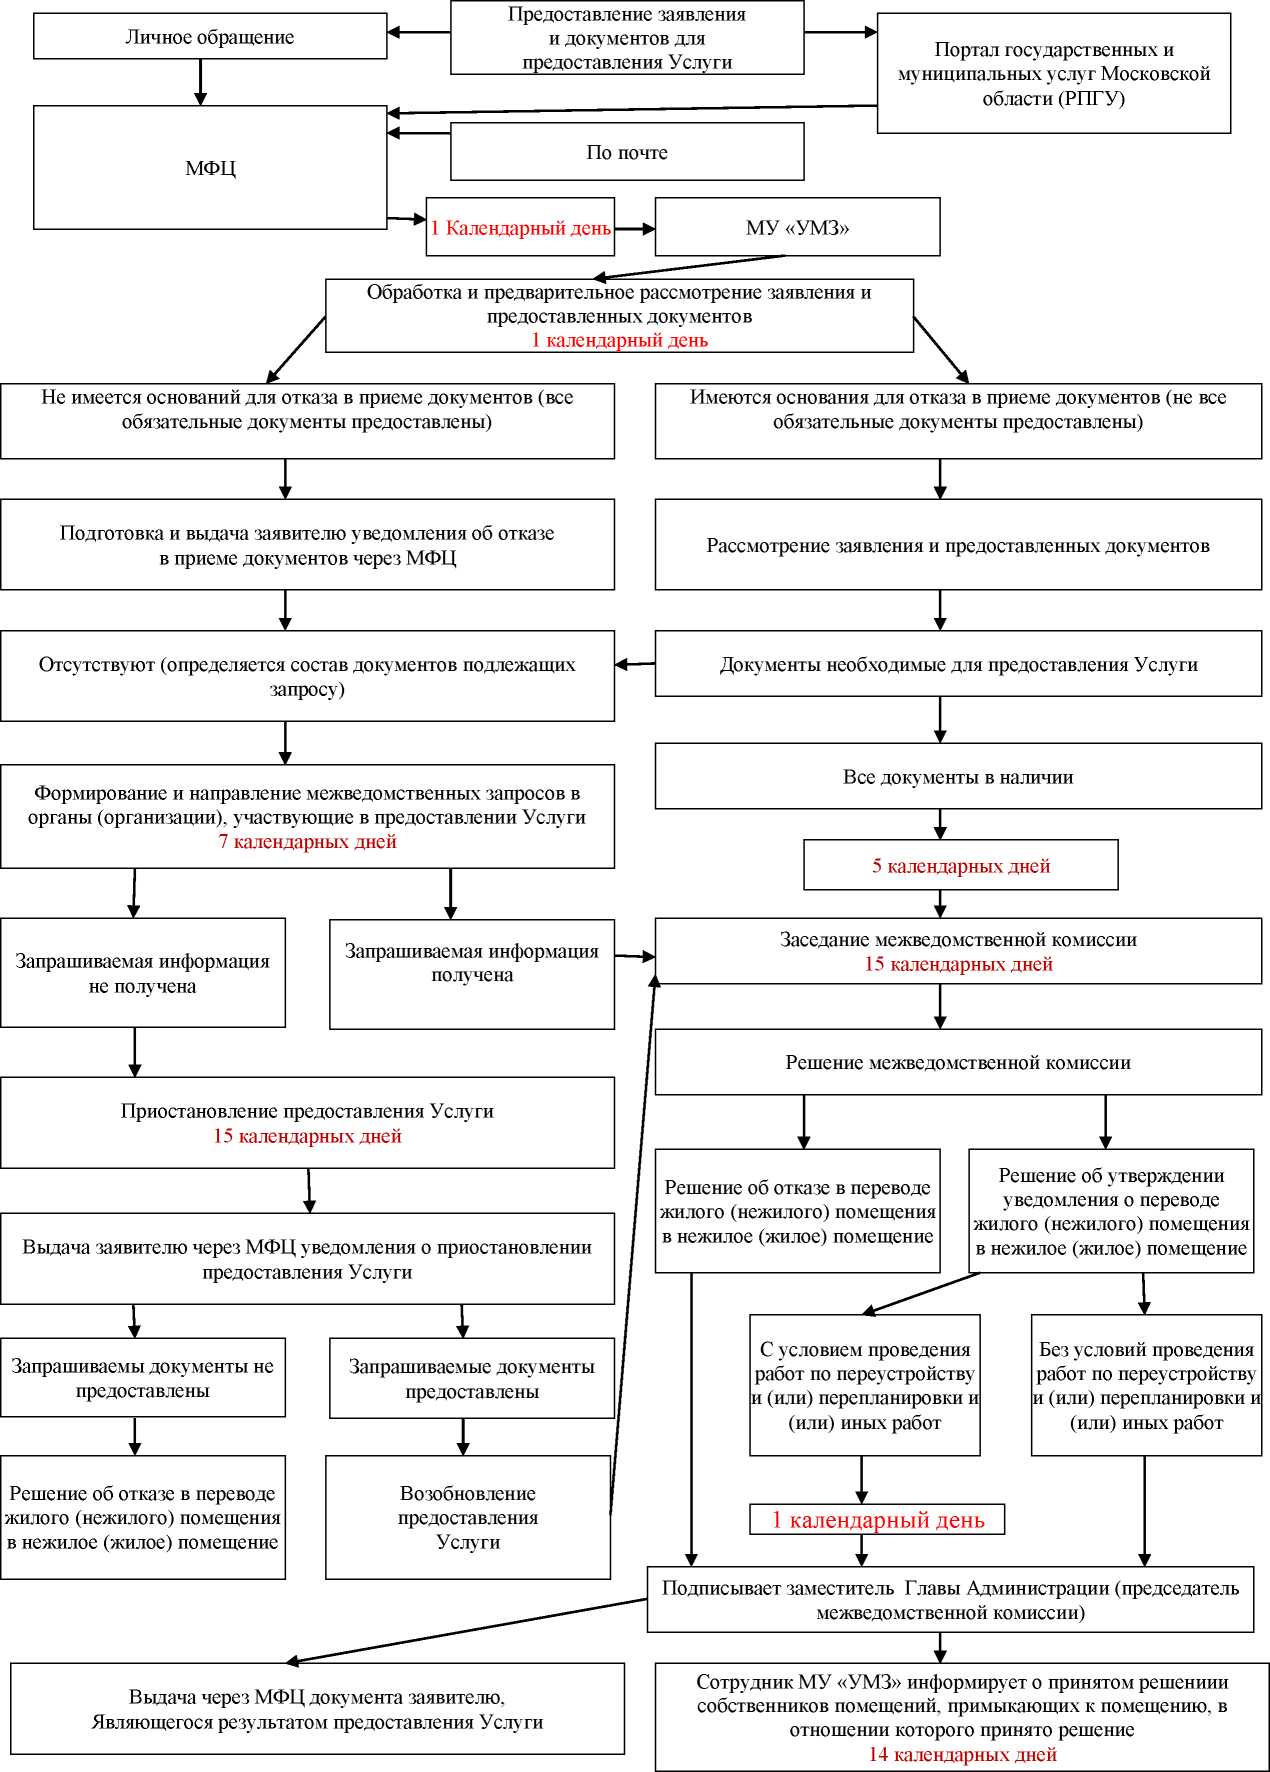 Предоставление заявления
и документов для
предоставления Услуги
Личное обращение
Портал государственных и
муниципальных услуг Московской
области (РПГУ)
По почте
МФЦ
1 Календарный день
МУ «УМЗ»
Обработка и предварительное рассмотрение заявления и
предоставленных документов
1 календарный день
Не имеется оснований для отказа в приеме документов (все
обязательные документы предоставлены)
Имеются основания для отказа в приеме документов (не все
обязательные документы предоставлены)
Подготовка и выдача заявителю уведомления об отказе
в приеме документов через МФЦ
Рассмотрение заявления и предоставленных документов
Отсутствуют (определяется состав документов подлежащих
запросу)
Документы необходимые для предоставления Услуги
Все документы в наличии
Формирование и направление межведомственных запросов в
органы (организации), участвующие в предоставлении Услуги
7 календарных дней
5 календарных дней
Запрашиваемая информация
не получена
Запрашиваемая информация
получена
Заседание межведомственной комиссии
15 календарных дней
Решение межведомственной комиссии
Приостановление предоставления Услуги
15 календарных дней
Решение об отказе в переводе
жилого (нежилого) помещения
в нежилое (жилое) помещение
Решение об утверждении
уведомления о переводе
жилого (нежилого) помещения
в нежилое (жилое) помещение
Выдача заявителю через МФЦ уведомления о приостановлении
предоставления Услуги
Запрашиваемы документы не
предоставлены
Запрашиваемые документы
предоставлены
С условием проведения
работ по переустройству
и (или) перепланировки и
(или) иных работ
Без условий проведения
работ по переустройству
и (или) перепланировки и
(или) иных работ
Решение об отказе в переводе
жилого (нежилого) помещения
в нежилое (жилое) помещение
Возобновление
предоставления
Услуги
1 календарный день
Подписывает заместитель Главы Администрации (председатель
межведомственной комиссии)
Выдача через МФЦ документа заявителю,
Являющегося результатом предоставления Услуги
Сотрудник МУ «УМЗ» информирует о принятом решениии
собственников помещений, примыкающих к помещению, в
отношении которого принято решение
14 календарных дней